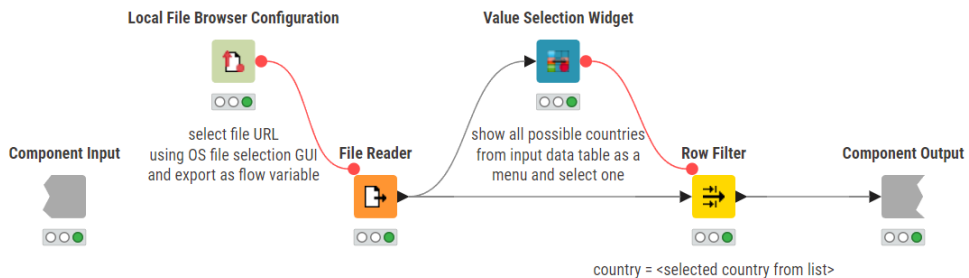 Local File Browser Configuration
Value Selection Widget
select file URL
using OS file selection GUI
and export as flow variable
show all possible countries
from input data table as a
menu and select one
Component Input
File Reader
Row Filter
Component Output
country = <selected country from list>